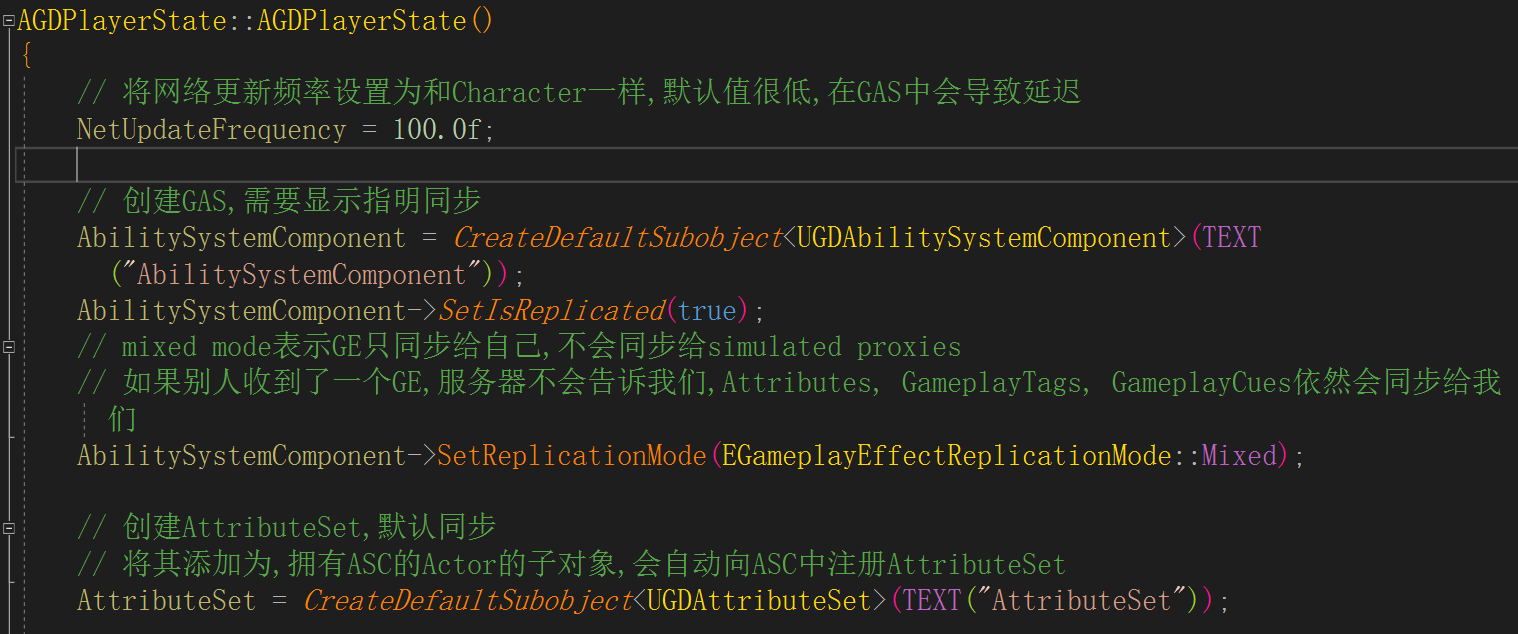 AGDPlayerState::AGDPlayerState()
{
// 将网络更新频率设置为和Character一样,默认值很低,在GAS中会导致延迟
NetUpdateFrequency = 100.0f;
// 创建GAS,需要显示指明同步
AbilitySystemComponent = CreateDefaultSubobject<UGDAbilitySystemComponent>(TEXT
("AbilitySystemComponent"));
AbilitySystemComponent->SetIsReplicated(true);
// mixed mode表示GE只同步给自己,不会同步给simulated proxies
// 如果别人收到了一个GE,服务器不会告诉我们,Attributes, GameplayTags, GameplayCues依然会同步给我
们
AbilitySystemComponent->SetReplicationMode(EGameplayEffectReplicationMode::Mixed);
// 创建AttributeSet,默认同步
// 将其添加为,拥有ASC的Actor的子对象,会自动向ASC中注册AttributeSet
AttributeSet = CreateDefaultSubobject<UGDAttributeSet>(TEXT("AttributeSet"));